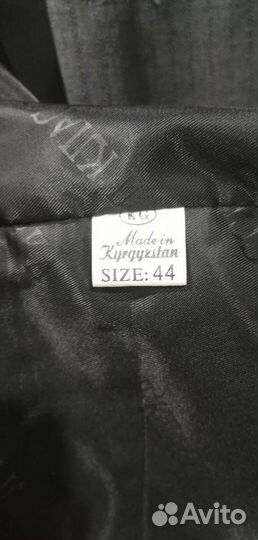 KG
Made in
Kyrgyzstan
SIZE: 44
Avito